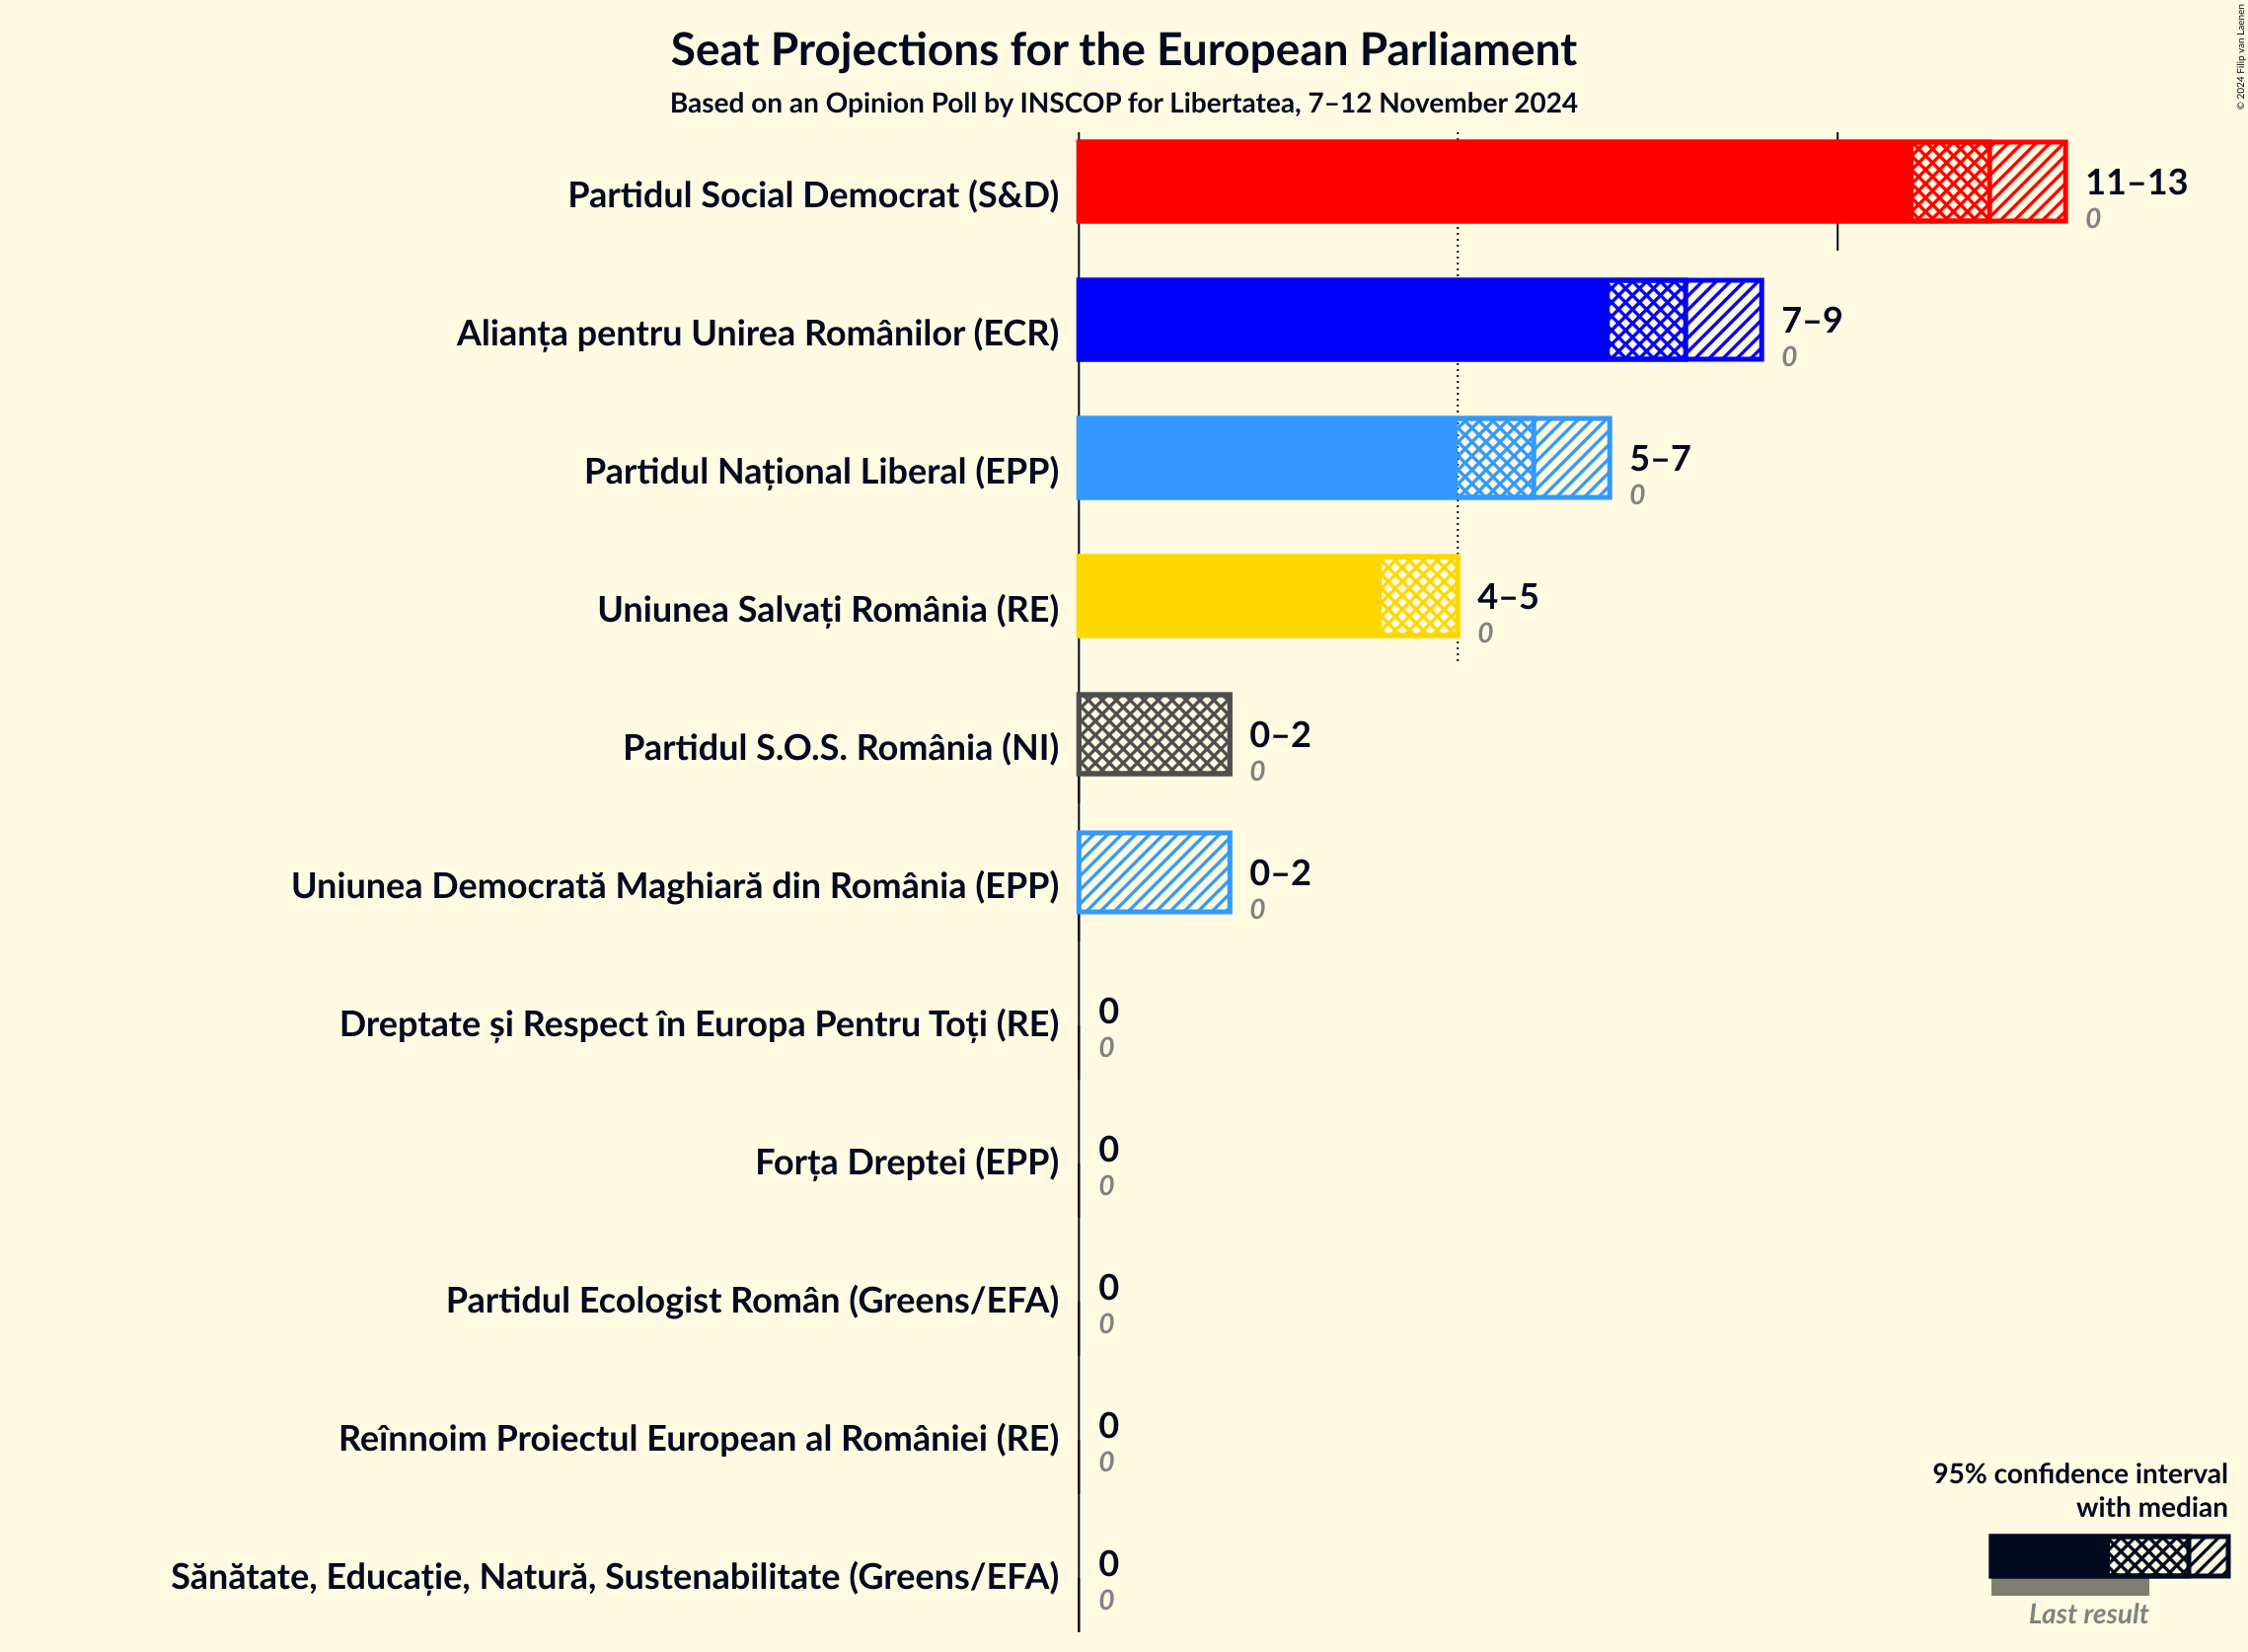 Seat Projections for the European Parliament
Based on an Opinion Poll by INSCOP for Libertatea, 7–12 November 2024
© 2024 Filip van Laenen
Partidul Social Democrat (S&D)
11–13
0
Alianța pentru Unirea Românilor (ECR)
7–9
0
Partidul Național Liberal (EPP)
5–7
0
Uniunea Salvați România (RE)
4–5
0
Partidul S.O.S. România (NI)
0–2
0
Uniunea Democrată Maghiară din România (EPP)
0–2
0
Dreptate și Respect în Europa Pentru Toți (RE)
0
0
Forța Dreptei (EPP)
0
0
Partidul Ecologist Român (Greens/EFA)
0
0
Reînnoim Proiectul European al României (RE)
0
0
Sănătate, Educație, Natură, Sustenabilitate (Greens/EFA)
0
0
95% confidence interval
with median
Last result